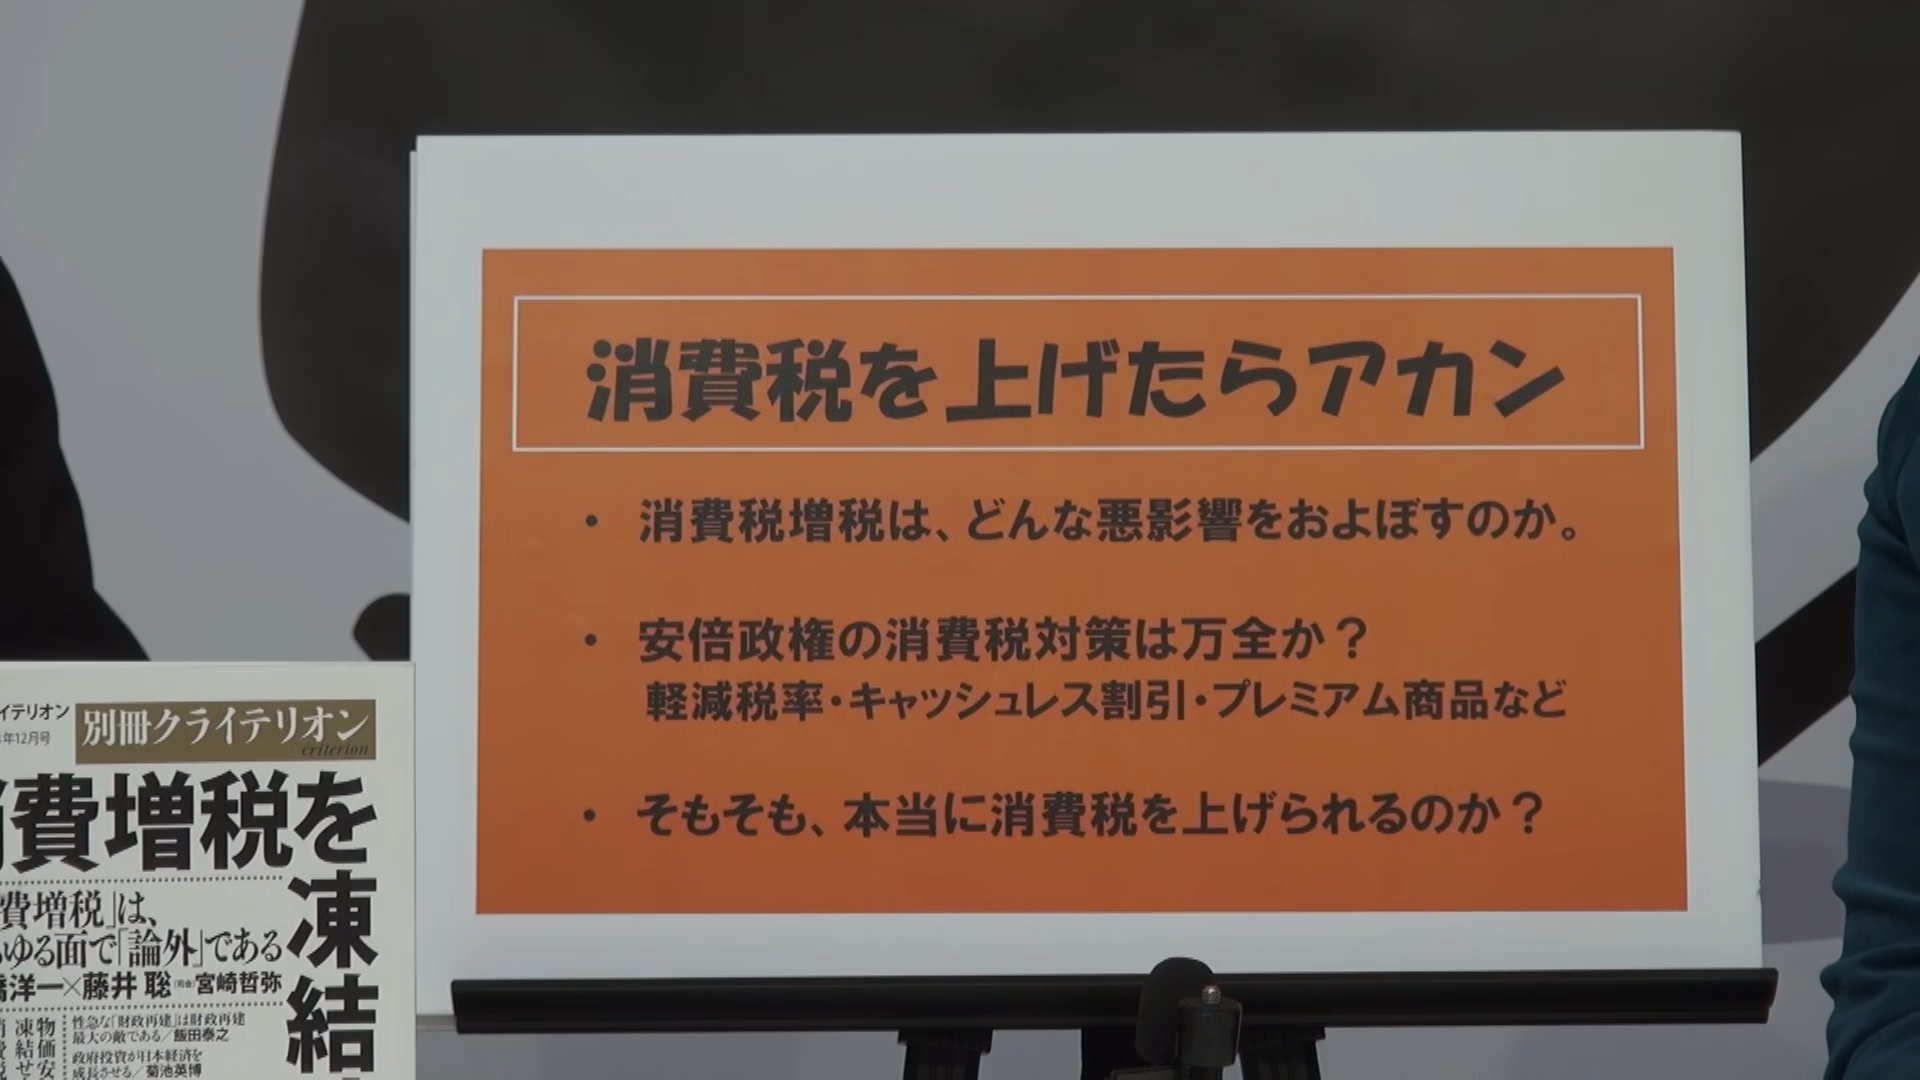 消費税を上げたらアカン
・ 消費税増税は、どんな悪影響をおよぼすのか。
・ 安倍政権の消費税対策は万全か？
軽減税率・キャッシュレス割引・プレミアム商品など
・ そもそも、本当に消費税を上げられるのか？
イテリオン
年12月号
別冊クライテリオン
criterion
費増税を
凍結
費増税」は、
ゆる面で「論外」である
橋洋一×藤井 聡 宮崎哲弥
性急な「財政再建」は財政再建
最大の敵である／飯田泰之
政府投資が日本経済を
成長させる／菊池英博
物価安
凍結せ